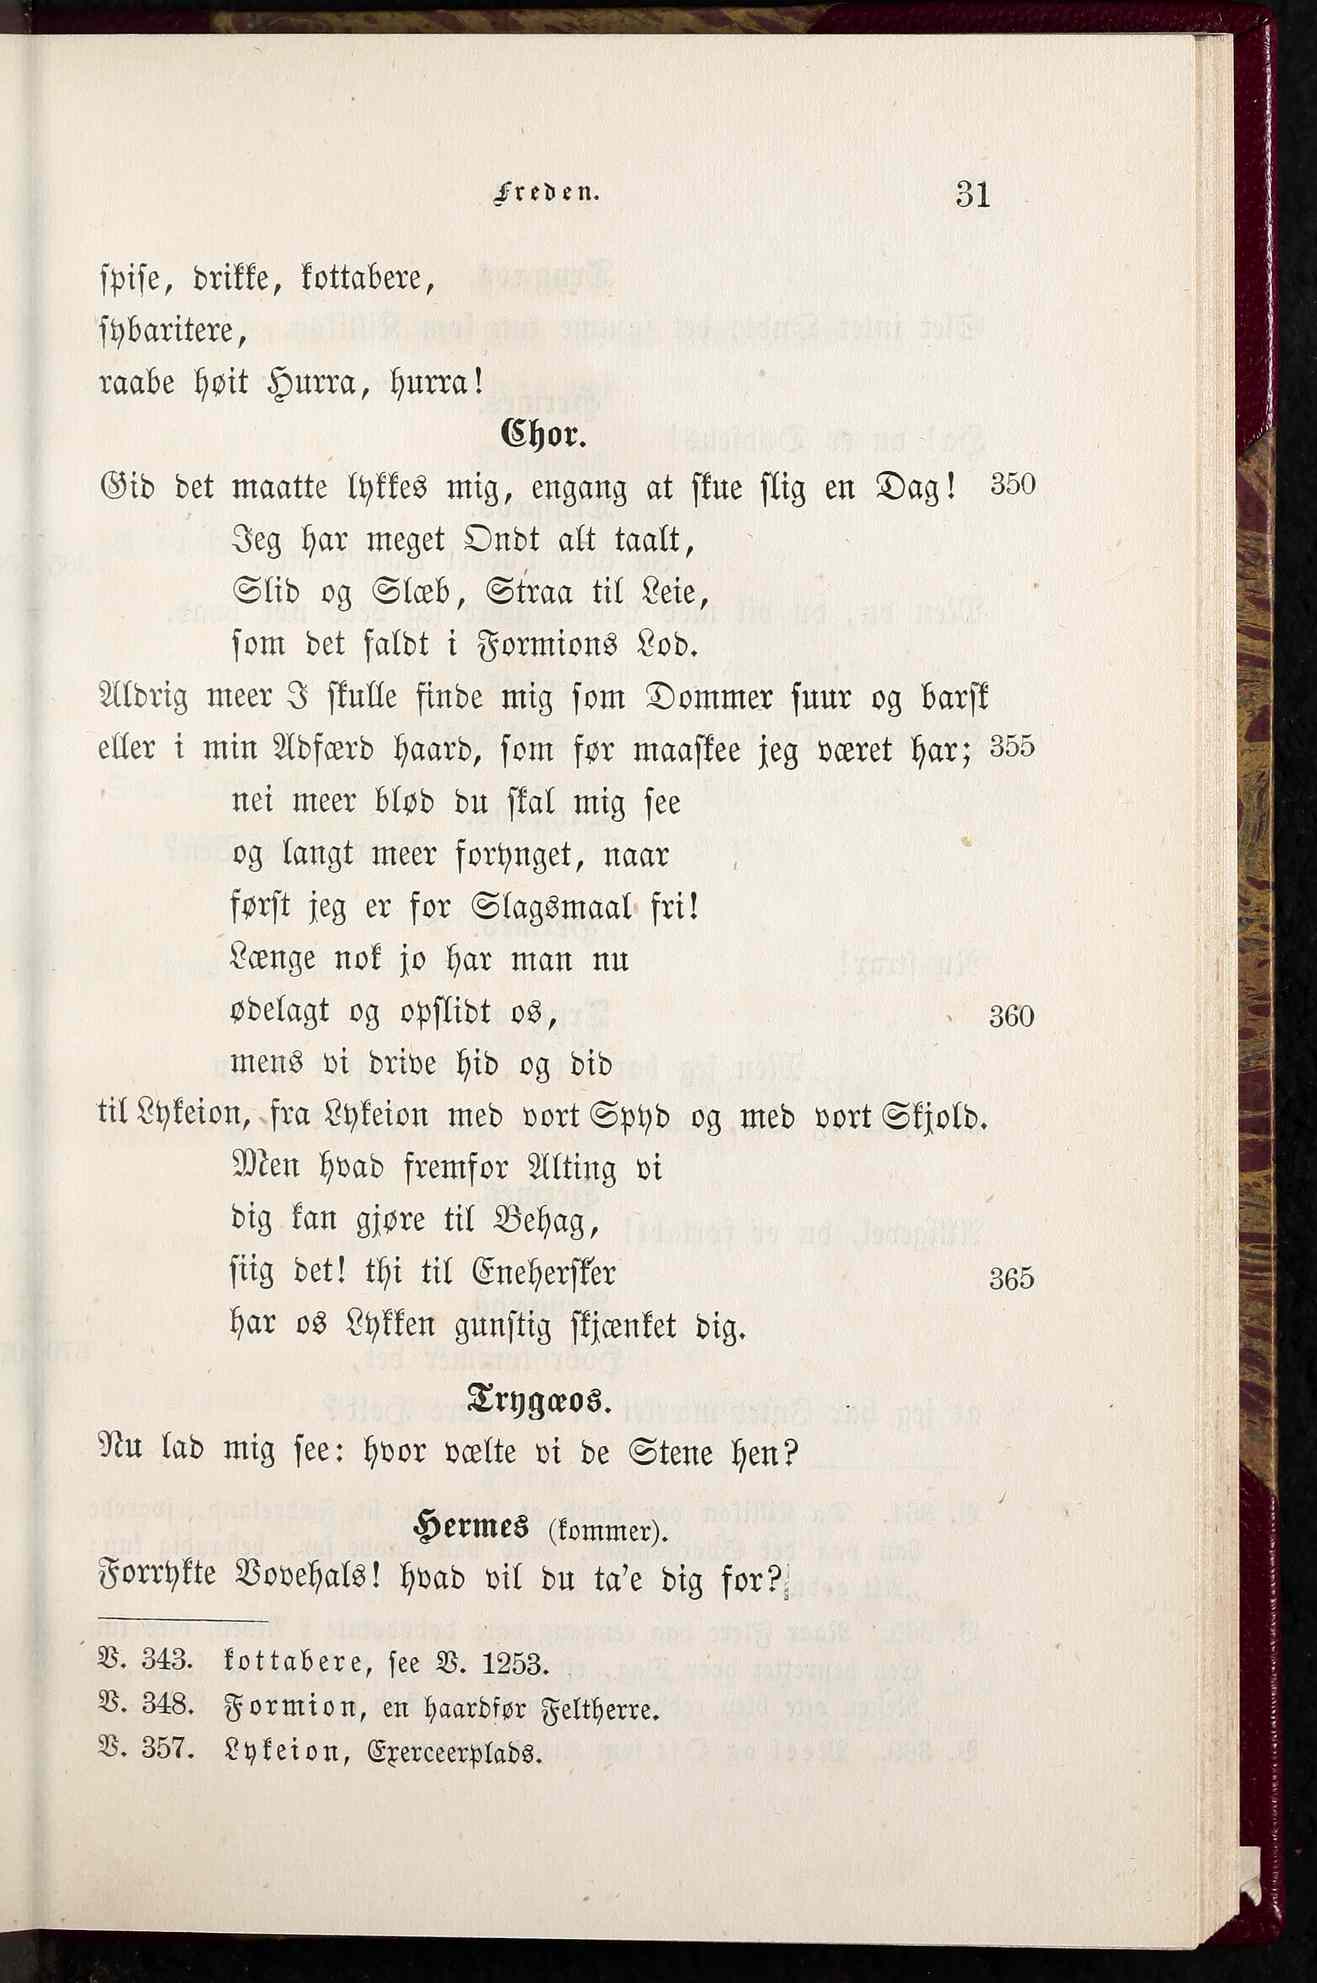 Freden. 31
spise, drikke, kottabere,
sybaritere,
raabe høit Hurra, hurra!
Chor.
Gid det maatte lykkes mig, engang at skue slig en Dag! 350
Jeg har meget Ondt alt taalt,
Slid og Slæb, Straa til Leie,
som det faldt i Formions Lod.
Aldrig meer I skulle finde mig som Dommer suur og barsk
eller i min Adfærd haard, som før maaskee jeg været har; 355
nei meer blød du skal mig see
og langt meer forynget, naar
først jeg er for Slagsmaal fri!
Længe nok jo har man nu
ødelagt og opslidt os, 360
mens vi drive hid og did
til Lykeion, fra Lykeion med vort Spyd og med vort Skjold.
Men hvad fremfor Alting vi
dig kan gjøre til Behag,
siig det! thi til Enehersker 365
har os Lykken gunstig skjænket dig.
Trygæos.
Nu lad mig see: hvor vælte vi de Stene hen?
Hermes (kommer).
Forrykte Vovehals! hvad vil du ta'e dig for?
V. 343. kottabere, see V. 1253.
V. 348. Formion, en haardfør Feltherre.
V. 357. Lykeion, Exerceerplads.